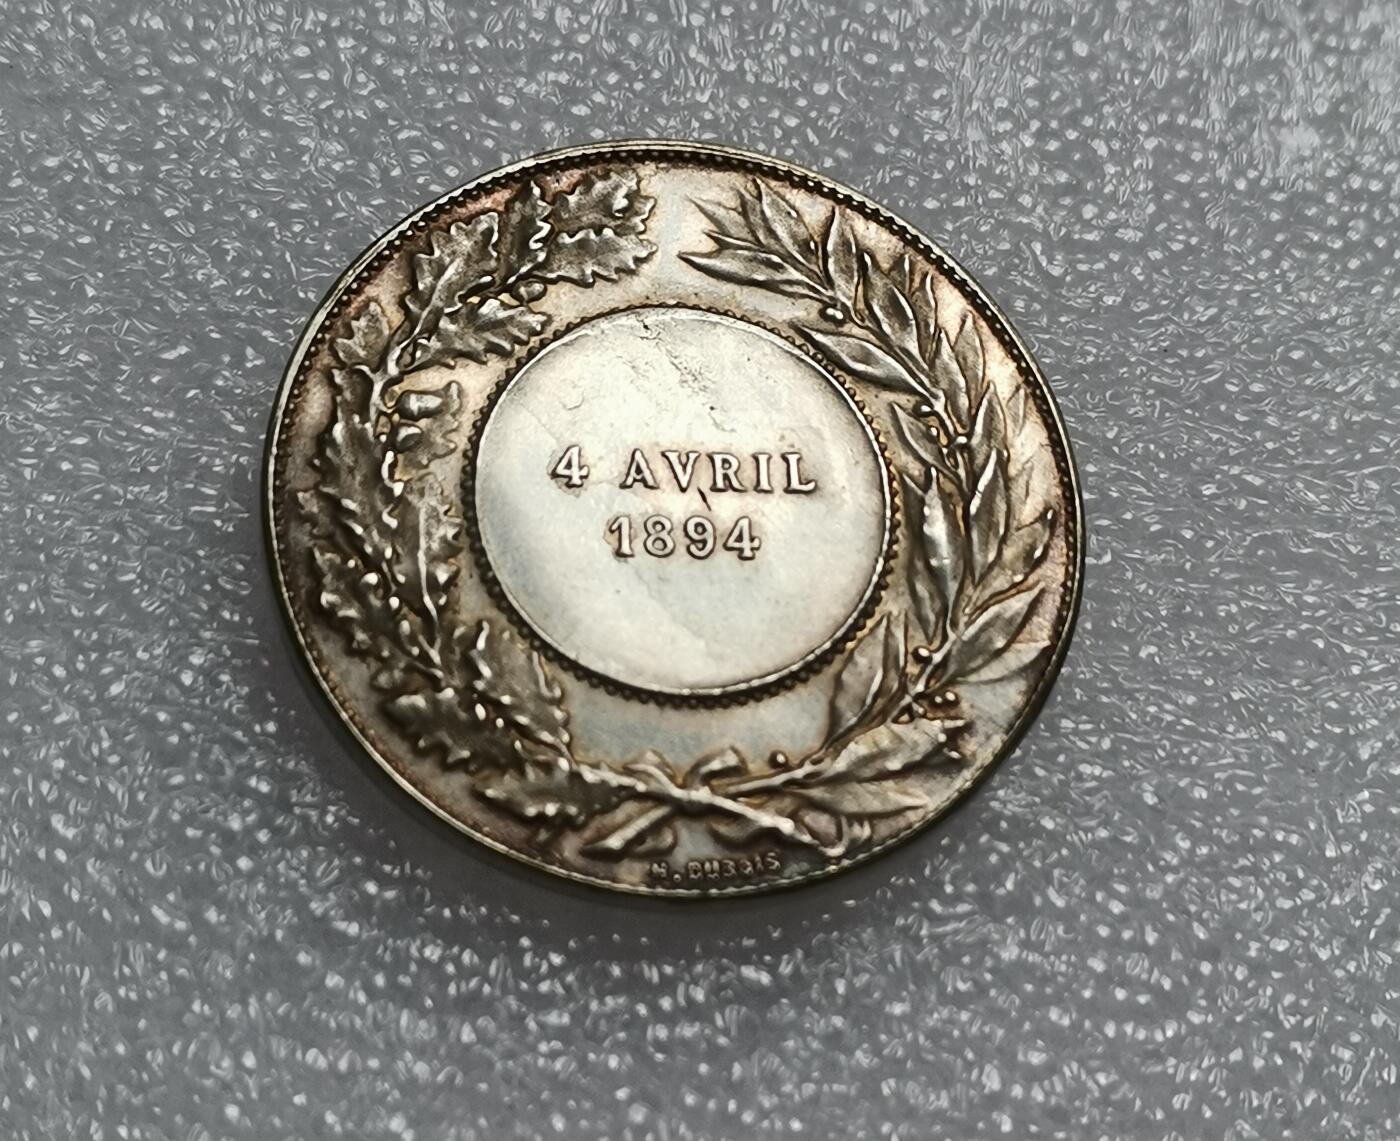 4 AVRIL
1894
H. DUBOIS